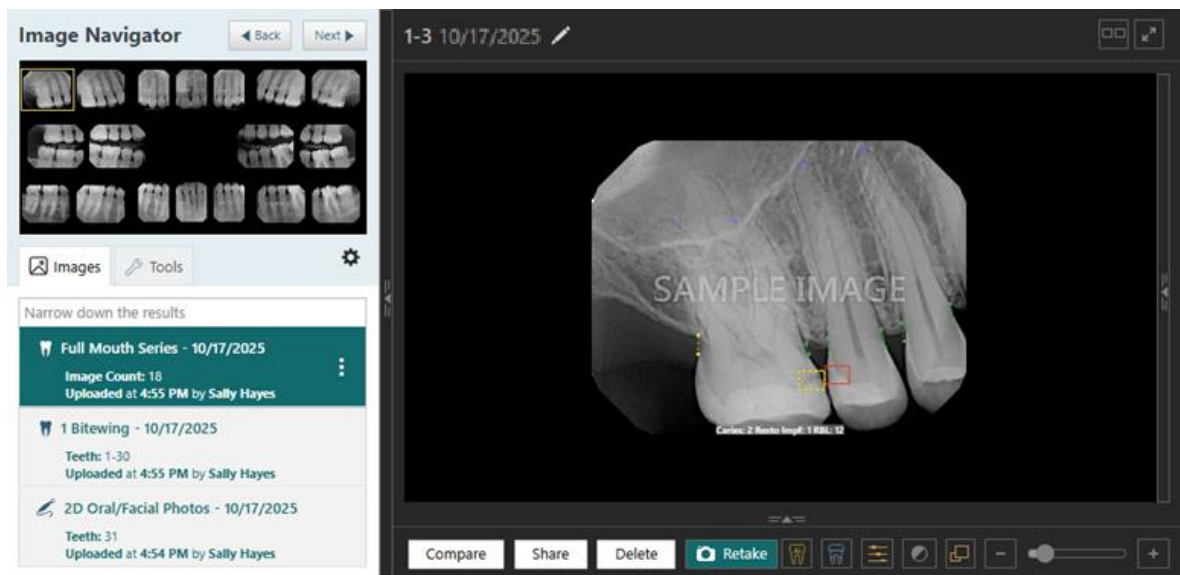 Image Navigator
Back
Next
1-3 10/17/2025
Images
Tools
Narrow down the results
Full Mouth Series - 10/17/2025
Image Count: 18
Uploaded at 4:55 PM by Sally Hayes
1 Bitewing - 10/17/2025
Teeth: 1-30
Uploaded at 4:55 PM by Sally Hayes
2D Oral/Facial Photos - 10/17/2025
Teeth: 31
Uploaded at 4:54 PM by Sally Hayes
SAMPLE IMAGE
Caries: 2 Resto Impf: 1 RBL: 12
Compare
Share
Delete
Retake